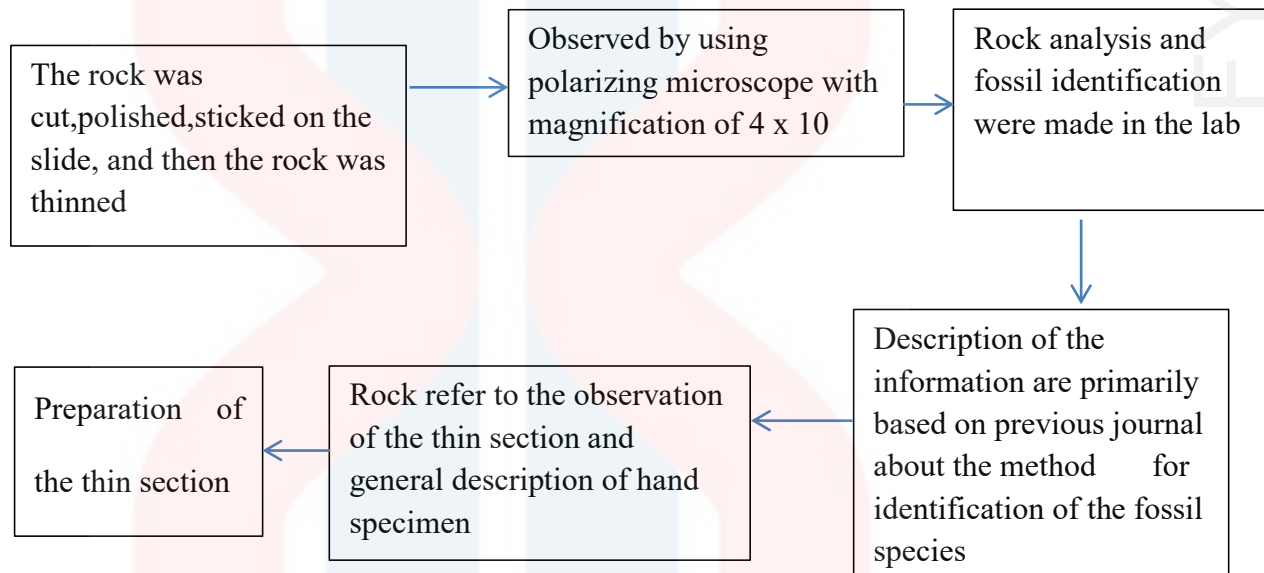 The rock was
cut,polished,sticked on the
slide, and then the rock was
thinned
Observed by using
polarizing microscope with
magnification of 4 x 10
Rock analysis and
fossil identification
were made in the lab
Description of the
information are primarily
based on previous journal
about the method for
identification of the fossil
species
Rock refer to the observation
of the thin section and
general description of hand
specimen
Preparation of
the thin section
FY